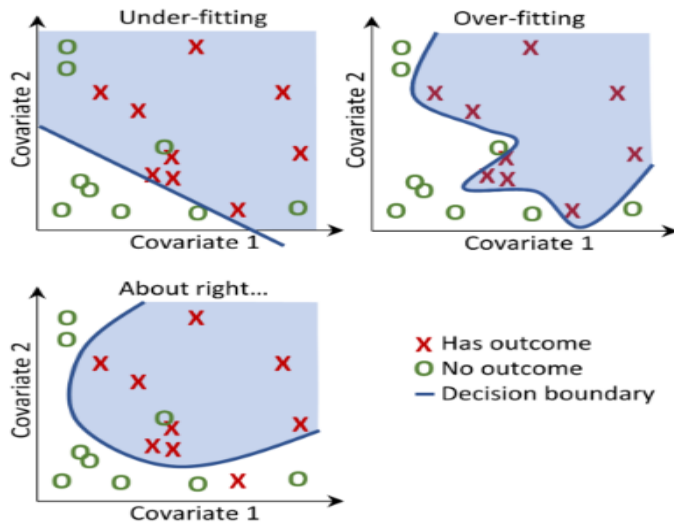 Under-fitting
Over-fitting
Covariate 2
Covariate 1
Covariate 2
Covariate 1
About right...
Covariate 2
Covariate 1
X Has outcome
O No outcome
Decision boundary